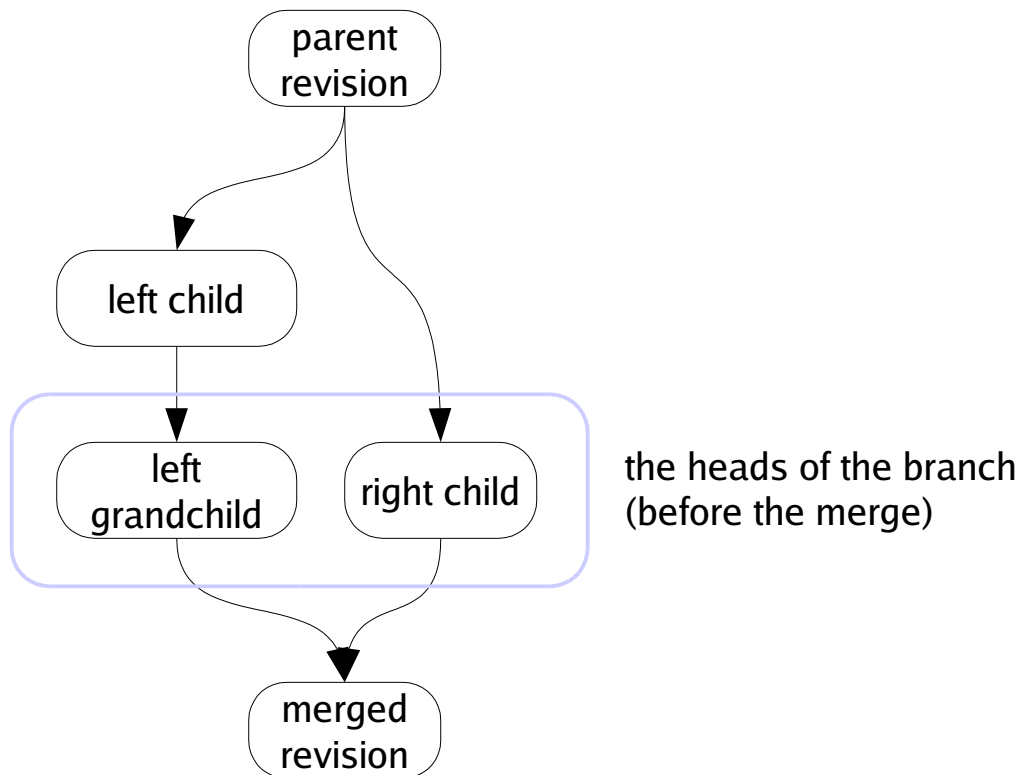 parent
revision
left child
left
grandchild
right child
the heads of the branch
(before the merge)
merged
revision